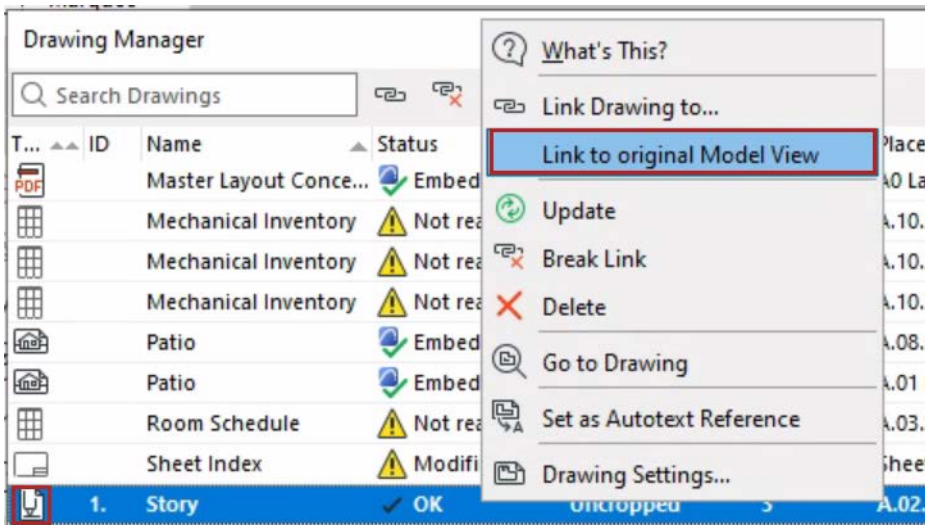 Drawing Manager
Search Drawings
T... ID Name Status Place
PDF Master Layout Conce... Embed A0 La
Mechanical Inventory Not rea A.10.
Mechanical Inventory Not rea A.10.
Mechanical Inventory Not rea A.10.
Patio Embed A.08.
Patio Embed A.01
Room Schedule Not rea A.03.
Sheet Index Modifi Shee
1. Story OK Uncropped A.02.
What's This?
Link Drawing to...
Link to original Model View
Update
Break Link
Delete
Go to Drawing
Set as Autotext Reference
Drawing Settings...